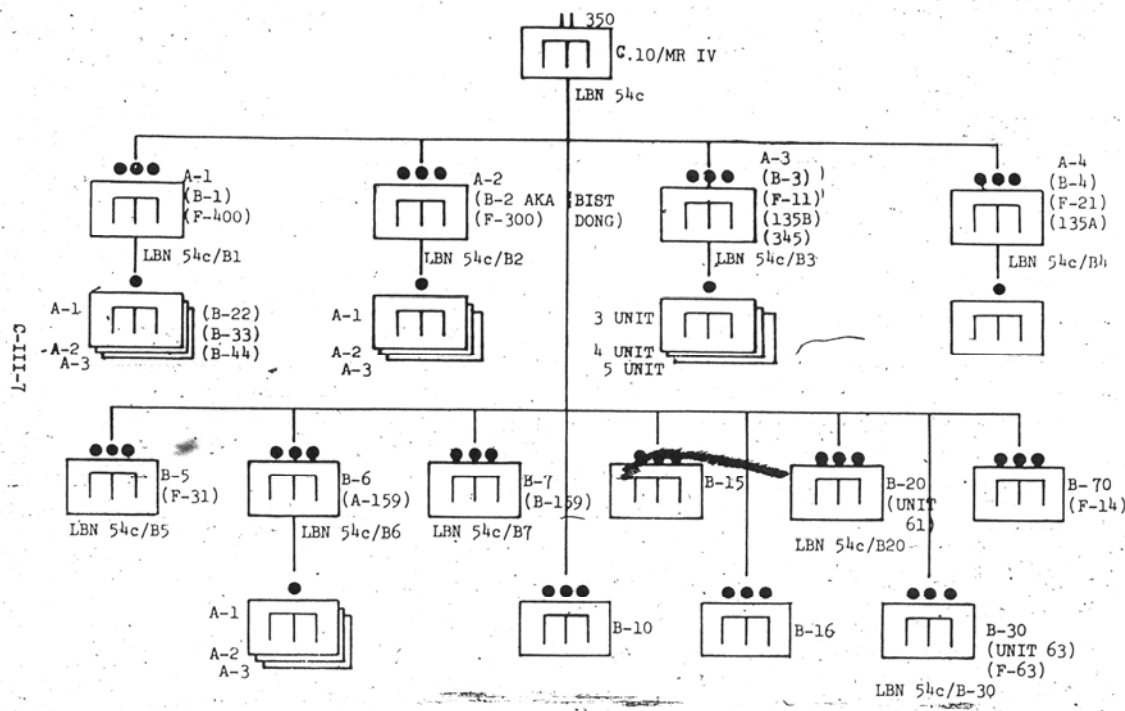 350
C.10/MR IV
LBN 54c
A-1
(B-1)
(F-400)
LBN 54c/B1
A-2
(B-2 AKA
(F-300)
(BIST
DONG)
LBN 54c/B2
A-3
(B-3)
(F-11)
(135B)
(345)
LBN 54c/B3
A-4
(B-4)
(F-21)
(135A)
LBN 54c/B4
A-1
A-2
A-3
(B-22)
(B-33)
(B-44)
A-1
A-2
A-3
3 UNIT
4 UNIT
5 UNIT
C-III-7
B-5
(F-31)
LBN 54c/B5
B-6
(A-159)
LBN 54c/B6
B-7
(B-159)
LBN 54c/B7
B-15
B-20
(UNIT
61)
LBN 54c/B20
B-70
(F-14)
A-1
A-2
A-3
B-10
B-16
B-30
(UNIT 63)
(F-63)
LBN 54c/B-30